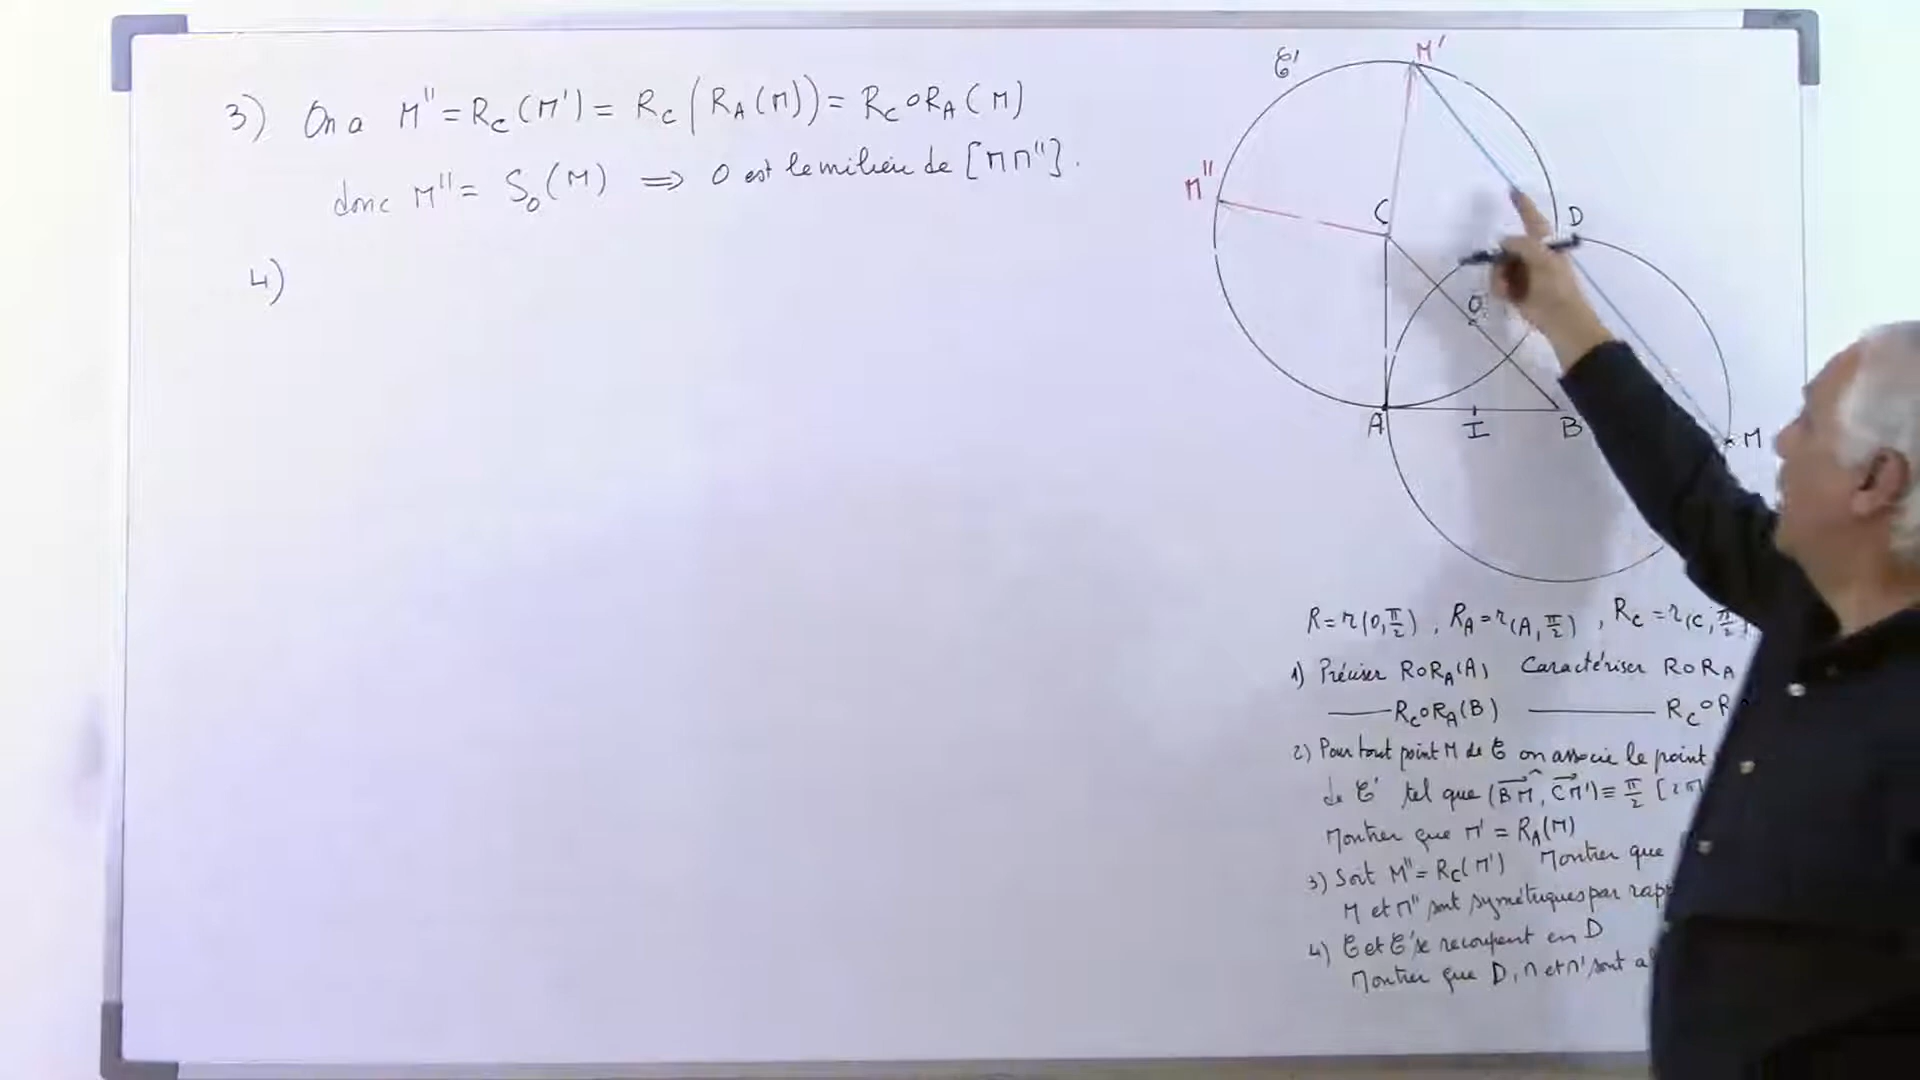 3) On a M" = R_C(M') = R_C(R_A(M)) = R_C o R_A(M)
donc M" = S_O(M) ⟹ O est le milieu de [MM"].
4)
C'
M'
M"
C
D
O
A
I
B
M
R = r(O, π/2), R_A = r(A, π/2), R_C = r(C, π/2
1) Préciser RoR_A(A) Caractériser RoR_A
—— R_C o R_A(B) —— R_C o R
2) Pour tout point M de C on associe le point
de C' tel que (BM, CM') ≡ π/2 [2π
Montrer que M' = R_A(M)
3) Soit M" = R_C(M') Montrer que
M et M" sont symétriques par rapp
4) C et C' se recoupent en D
Montrer que D, M et M' sont al